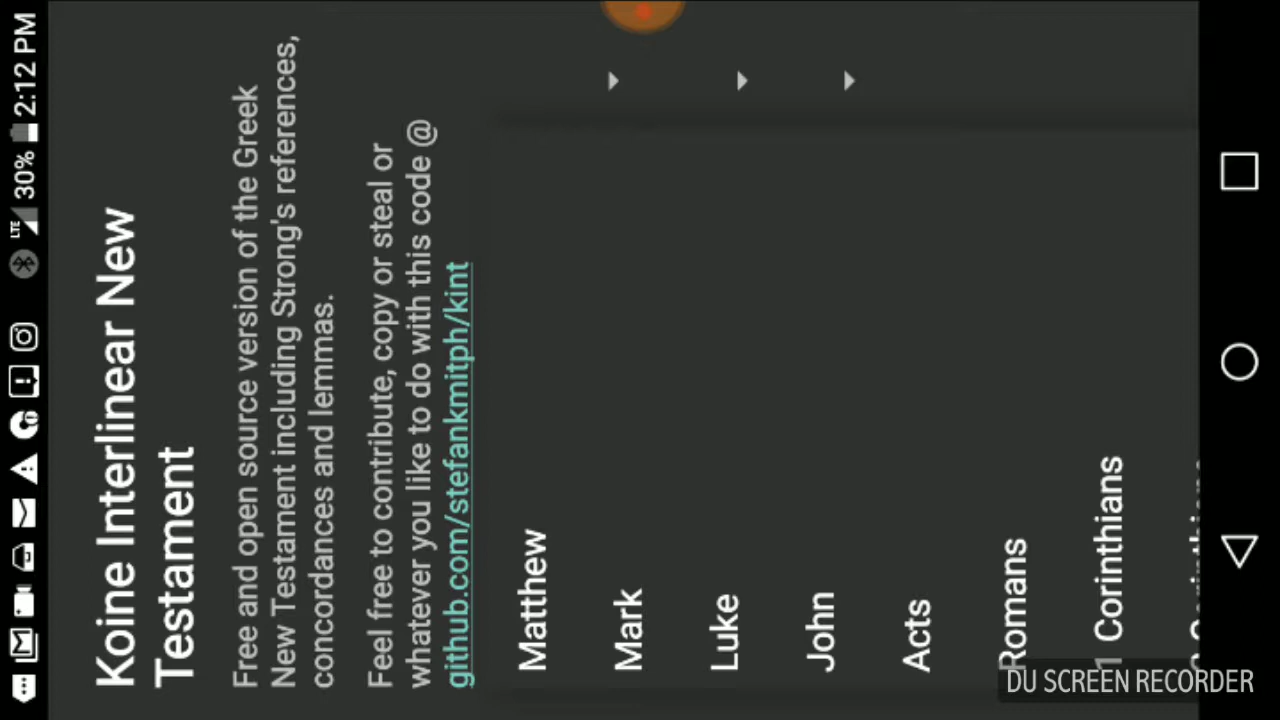 LTE 30% 2:12 PM
Koine Interlinear New
Testament
Free and open source version of the Greek
New Testament including Strong's references,
concordances and lemmas.
Feel free to contribute, copy or steal or
whatever you like to do with this code @
github.com/stefankmitph/kint
Matthew
Mark
Luke
John
Acts
Romans
1 Corinthians
DU SCREEN RECORDER